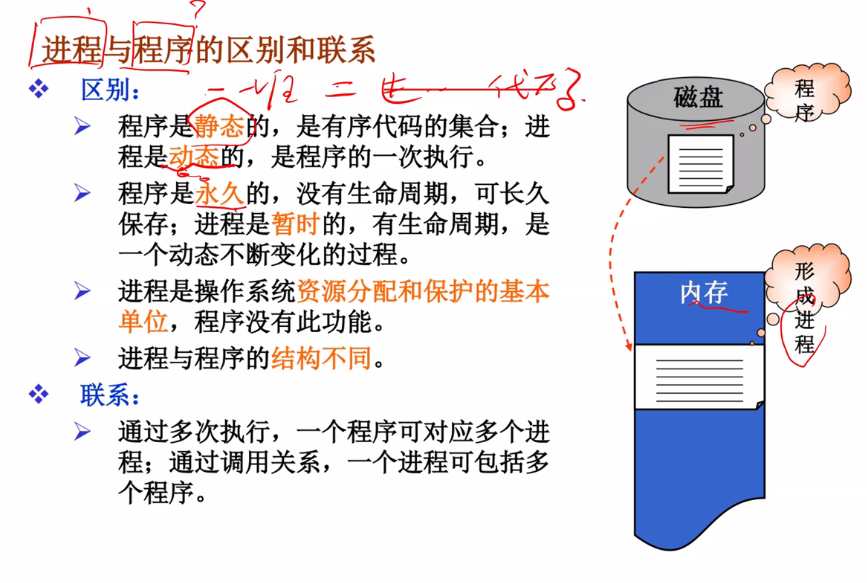 进程与程序的区别和联系
区别：
程序是静态的，是有序代码的集合；进
程是动态的，是程序的一次执行。
程序是永久的，没有生命周期，可长久
保存；进程是暂时的，有生命周期，是
一个动态不断变化的过程。
进程是操作系统资源分配和保护的基本
单位，程序没有此功能。
进程与程序的结构不同。
联系：
通过多次执行，一个程序可对应多个进
程；通过调用关系，一个进程可包括多
个程序。
磁盘
程
序
内存
形
成
进
程